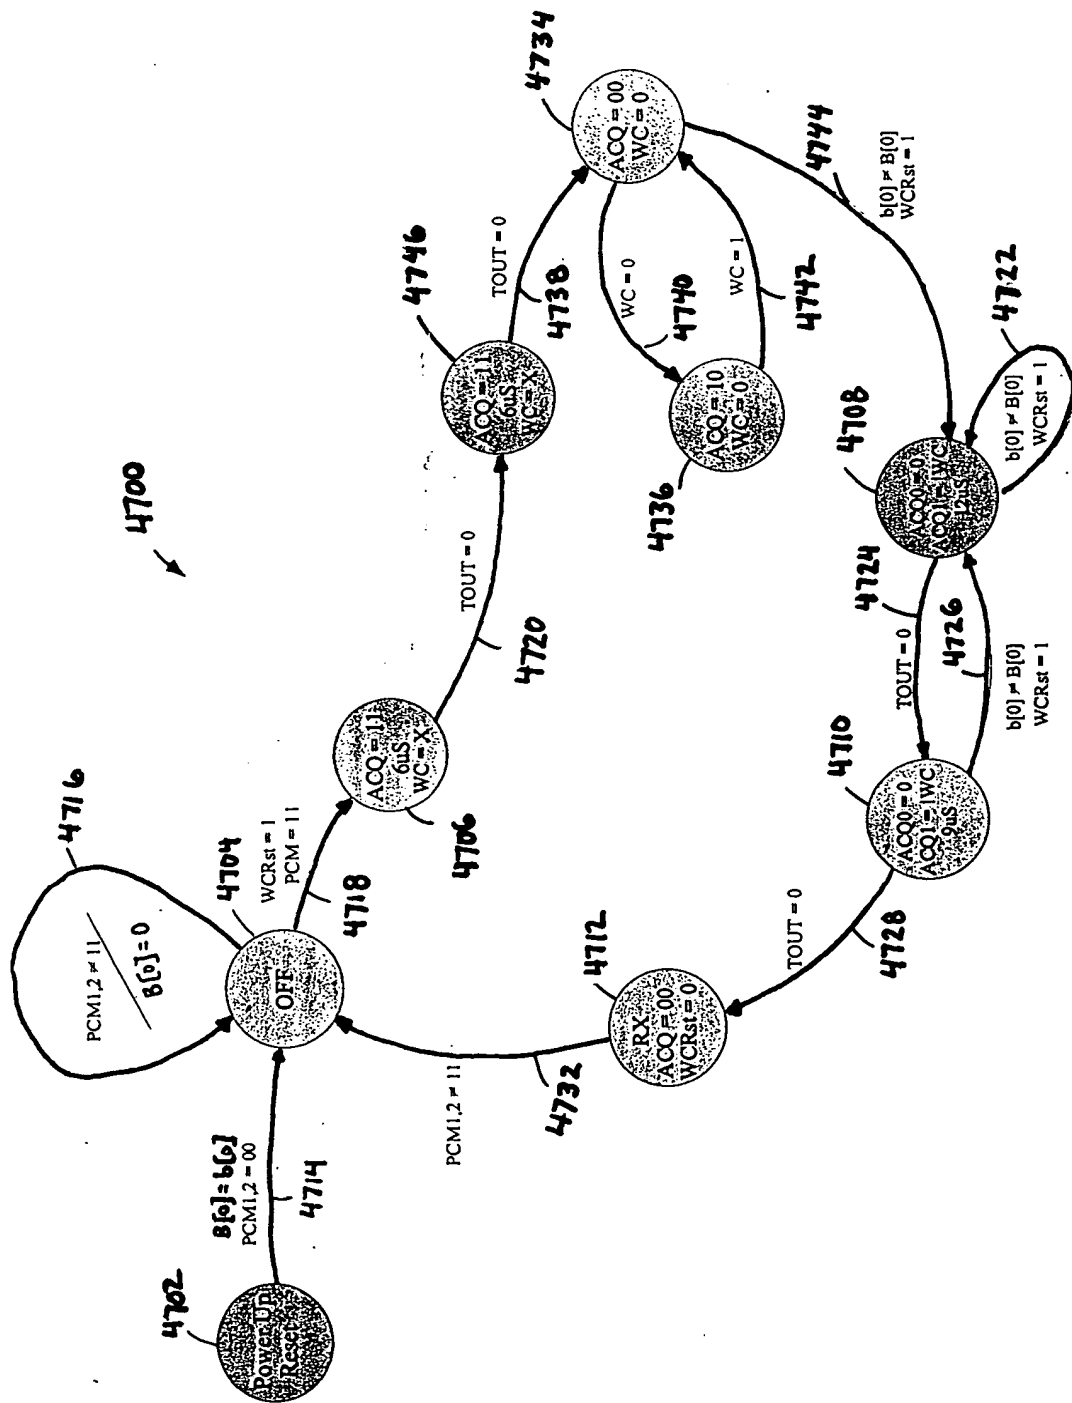 4700
4702
Power Up
Reset
B[0]=b[0]
PCM1,2 = 00
4714
4716
PCM1,2 ≠ 11
B[0]=0
4704
OFF
WCRst = 1
PCM = 11
4718
ACQ = 11
6uS
WC=X
4706
TOUT = 0
4720
4746
ACQ = 11
6uS
WC=X
TOUT = 0
4738
4734
ACQ = 00
WC = 0
WC = 0
4740
WC = 1
4742
4736
ACQ = 10
WC = 0
4744
b[0] ≠ B[0]
WCRst = 1
4708
ACQ0 = 0
ACQ1 = 1WC
12uS
4722
b[0] ≠ B[0]
WCRst = 1
4724
TOUT = 0
4726
b[0] ≠ B[0]
WCRst = 1
4710
ACQ0 = 0
ACQ1 = 1WC
9uS
TOUT = 0
4728
4712
RX
ACQ = 00
WCRst = 0
PCM1,2 ≠ 11
4732